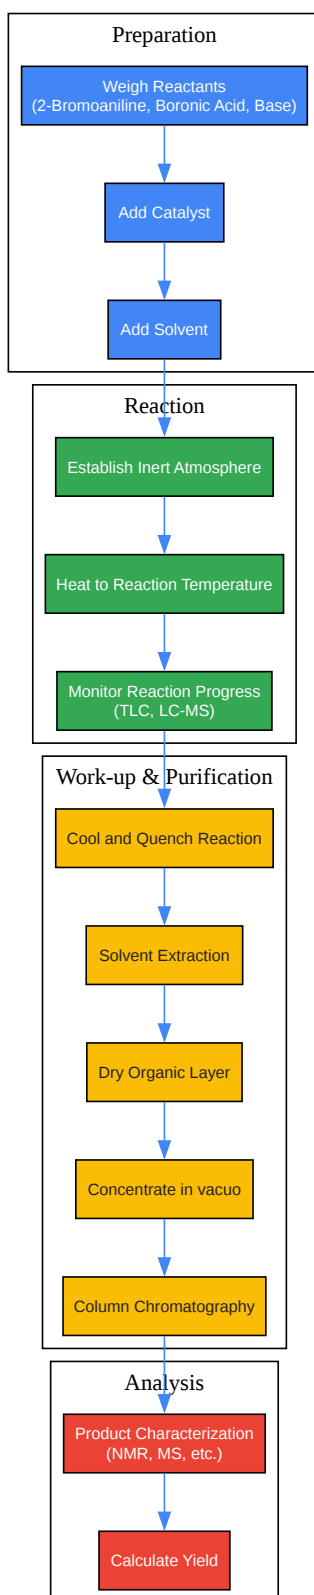 Preparation
Weigh Reactants
(2-Bromoaniline, Boronic Acid, Base)
Add Catalyst
Add Solvent
Reaction
Establish Inert Atmosphere
Heat to Reaction Temperature
Monitor Reaction Progress
(TLC, LC-MS)
Work-up & Purification
Cool and Quench Reaction
Solvent Extraction
Dry Organic Layer
Concentrate in vacuo
Column Chromatography
Analysis
Product Characterization
(NMR, MS, etc.)
Calculate Yield